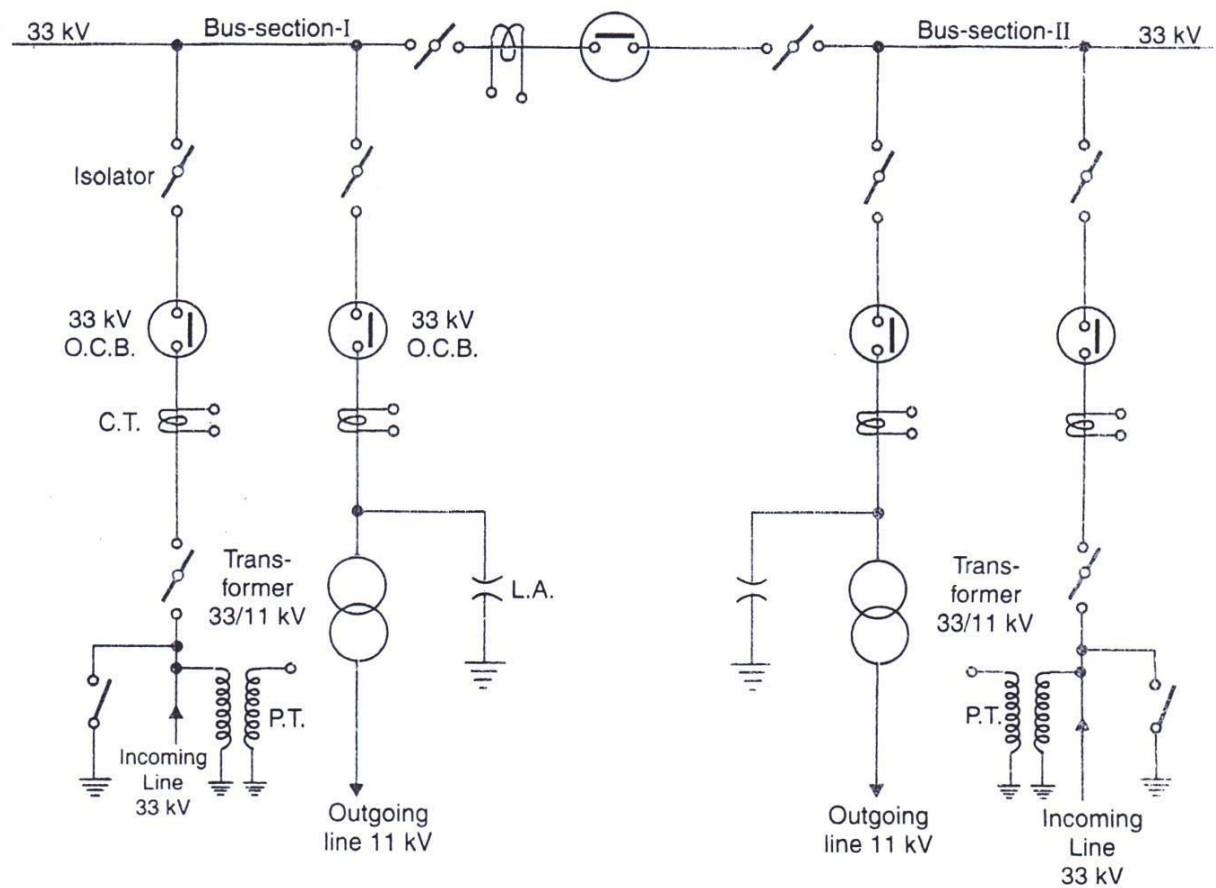 33 kV
Bus-section-I
Bus-section-II
33 kV
Isolator
33 kV
O.C.B.
33 kV
O.C.B.
C.T.
Trans-
former
33/11 kV
L.A.
Trans-
former
33/11 kV
P.T.
P.T.
Incoming
Line
33 kV
Outgoing
line 11 kV
Outgoing
line 11 kV
Incoming
Line
33 kV